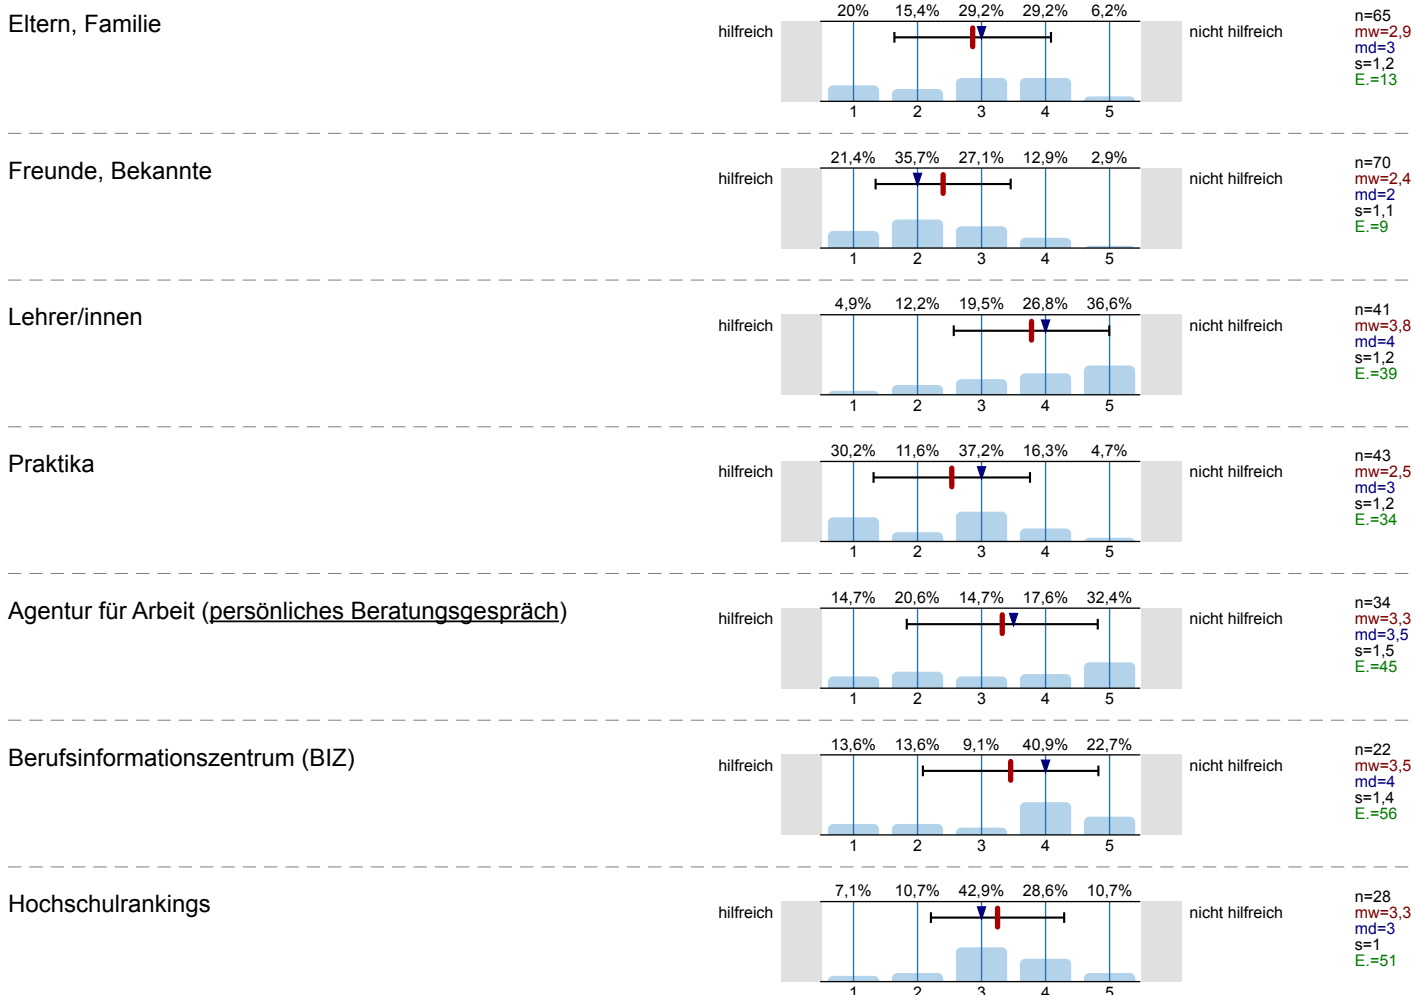 Eltern, Familie
hilfreich
20% 15,4% 29,2% 29,2% 6,2%
1 2 3 4 5
nicht hilfreich
n=65
mw=2,9
md=3
s=1,2
E.=13
Freunde, Bekannte
hilfreich
21,4% 35,7% 27,1% 12,9% 2,9%
1 2 3 4 5
nicht hilfreich
n=70
mw=2,4
md=2
s=1,1
E.=9
Lehrer/innen
hilfreich
4,9% 12,2% 19,5% 26,8% 36,6%
1 2 3 4 5
nicht hilfreich
n=41
mw=3,8
md=4
s=1,2
E.=39
Praktika
hilfreich
30,2% 11,6% 37,2% 16,3% 4,7%
1 2 3 4 5
nicht hilfreich
n=43
mw=2,5
md=3
s=1,2
E.=34
Agentur für Arbeit (persönliches Beratungsgespräch)
hilfreich
14,7% 20,6% 14,7% 17,6% 32,4%
1 2 3 4 5
nicht hilfreich
n=34
mw=3,3
md=3,5
s=1,5
E.=45
Berufsinformationszentrum (BIZ)
hilfreich
13,6% 13,6% 9,1% 40,9% 22,7%
1 2 3 4 5
nicht hilfreich
n=22
mw=3,5
md=4
s=1,4
E.=56
Hochschulrankings
hilfreich
7,1% 10,7% 42,9% 28,6% 10,7%
1 2 3 4 5
nicht hilfreich
n=28
mw=3,3
md=3
s=1
E.=51